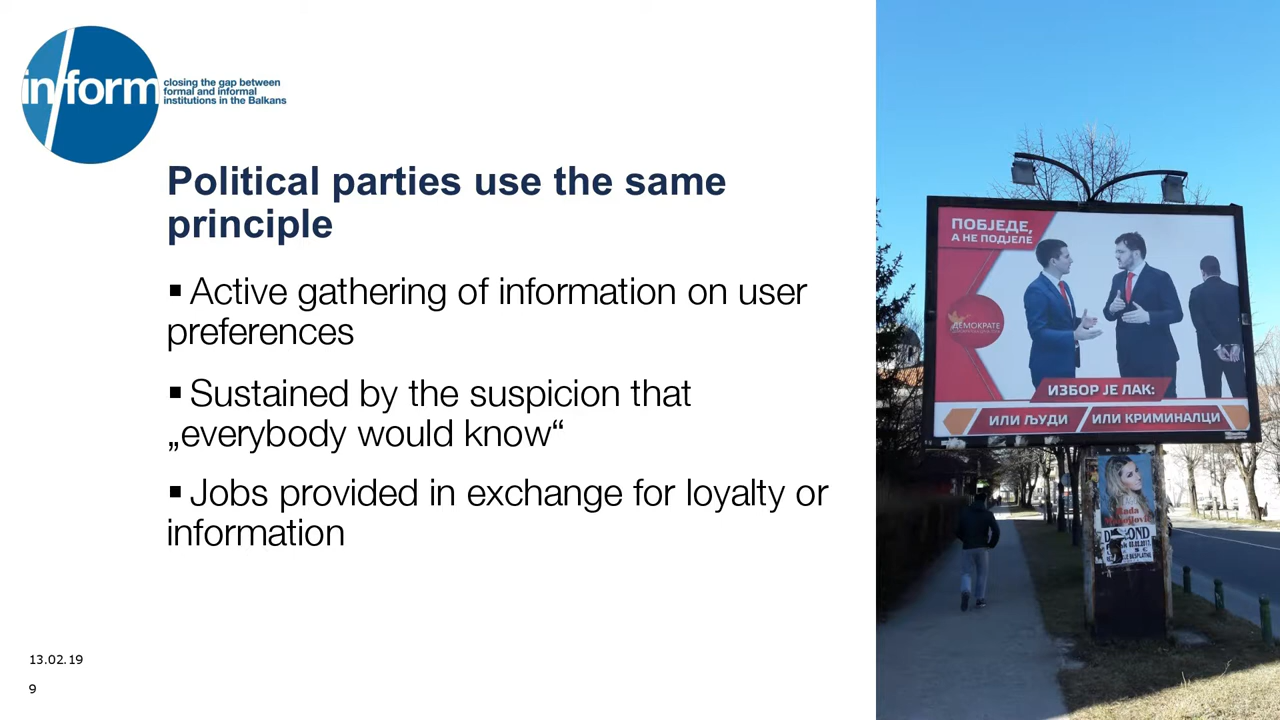 in/form
closing the gap between
formal and informal
institutions in the Balkans
Political parties use the same
principle
▪ Active gathering of information on user
preferences
▪ Sustained by the suspicion that
„everybody would know“
▪ Jobs provided in exchange for loyalty or
information
13.02.19
9
ПОБЈЕДЕ,
А НЕ ПОДЈЕЛЕ
ДЕМОКРАТЕ
ИЗБОР ЈЕ ЛАК:
ИЛИ ЉУДИ / ИЛИ КРИМИНАЛЦИ